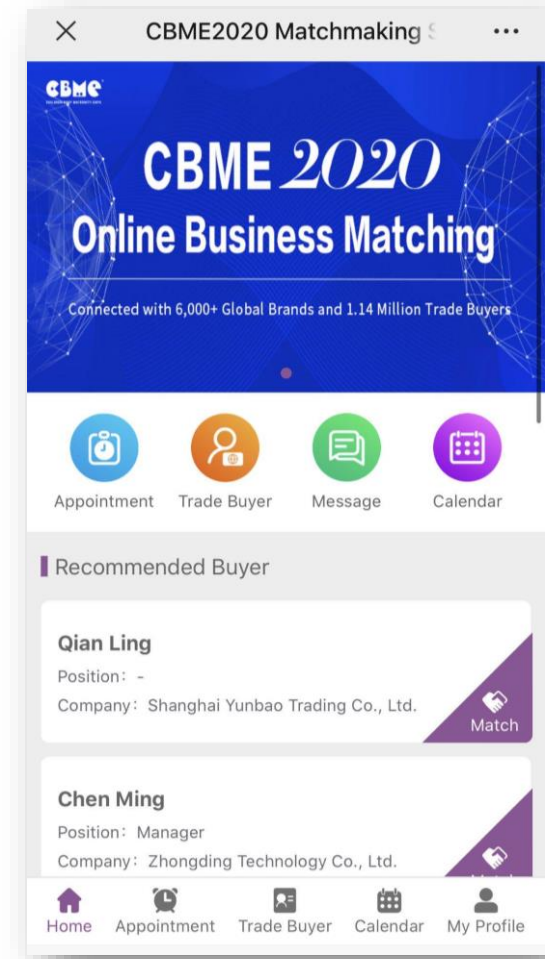 CBME2020 Matchmaking
CBME
CBME 2020
Online Business Matching
Connected with 6,000+ Global Brands and 1.14 Million Trade Buyers
Appointment Trade Buyer Message Calendar
Recommended Buyer
Qian Ling
Position: -
Company: Shanghai Yunbao Trading Co., Ltd.
Match
Chen Ming
Position: Manager
Company: Zhongding Technology Co., Ltd.
Home Appointment Trade Buyer Calendar My Profile